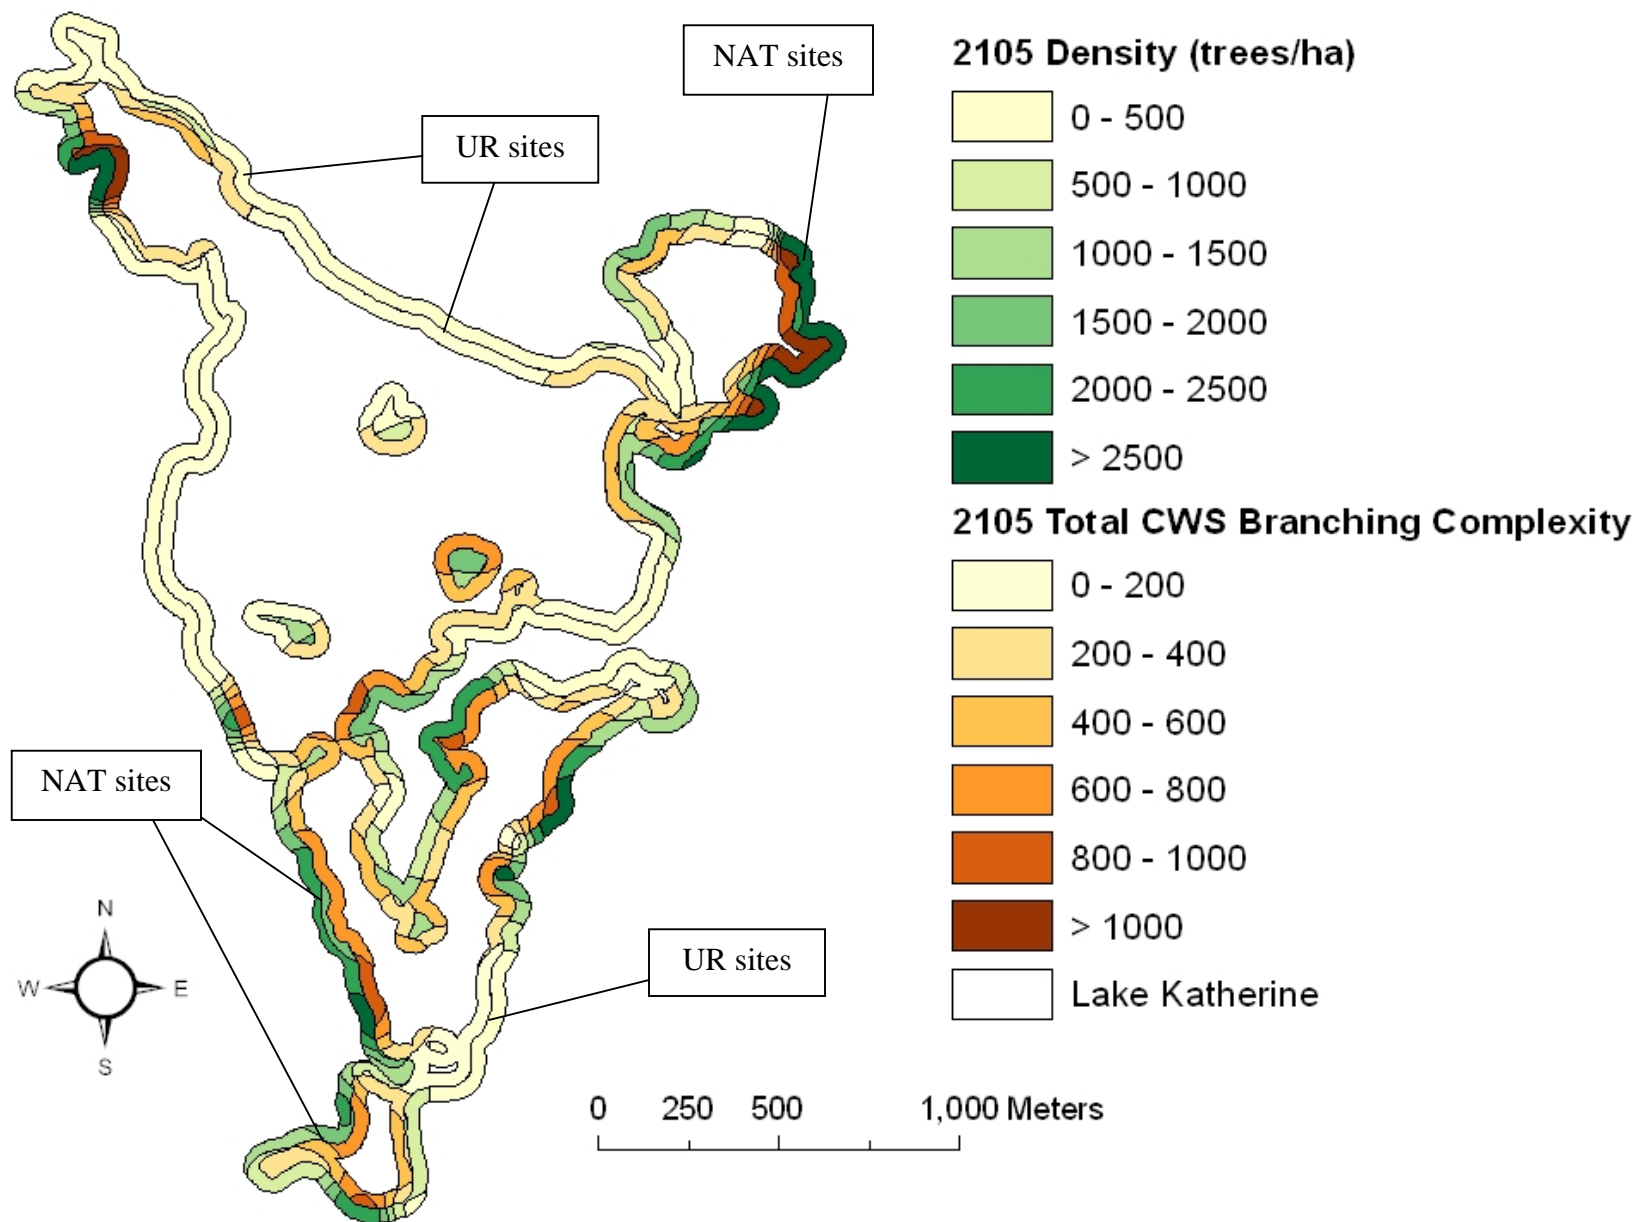 NAT sites
UR sites
NAT sites
UR sites
N
W E
S
0 250 500 1,000 Meters
2105 Density (trees/ha)
0 - 500
500 - 1000
1000 - 1500
1500 - 2000
2000 - 2500
> 2500
2105 Total CWS Branching Complexity
0 - 200
200 - 400
400 - 600
600 - 800
800 - 1000
> 1000
Lake Katherine